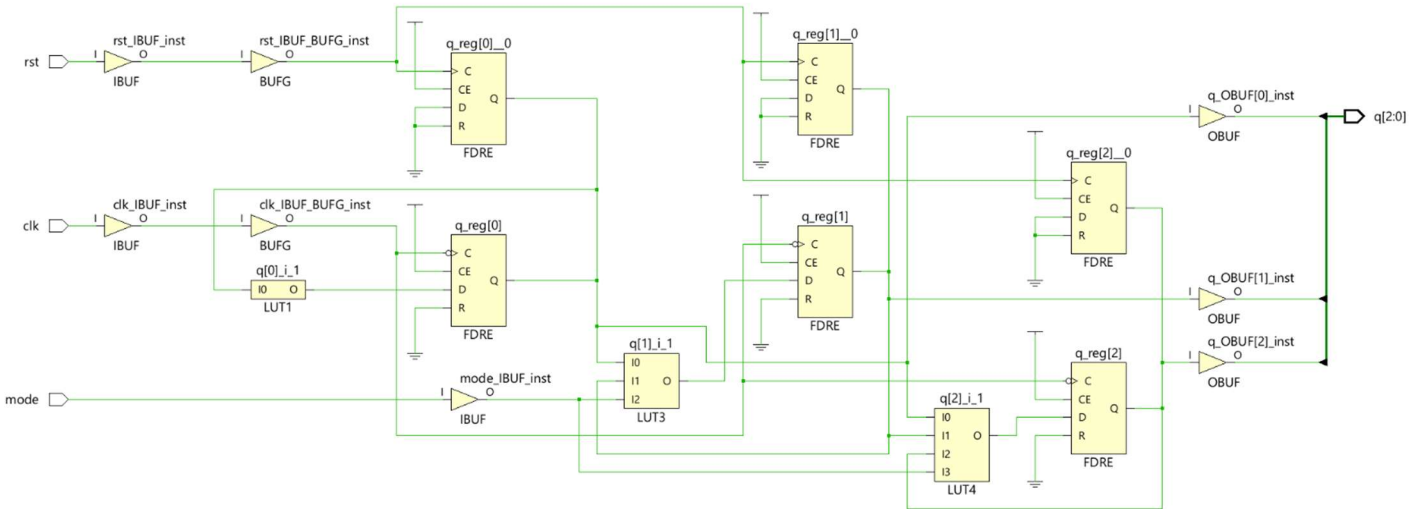 rst
rst_IBUF_inst
I
O
IBUF
rst_IBUF_BUFG_inst
I
O
BUFG
q_reg[0]__0
C
CE
D
R
Q
FDRE
q_reg[1]__0
C
CE
D
R
Q
FDRE
q_OBUF[0]_inst
I
O
OBUF
q[2:0]
q_reg[2]__0
C
CE
D
R
Q
FDRE
clk
clk_IBUF_inst
I
O
IBUF
clk_IBUF_BUFG_inst
I
O
BUFG
q[0]_i_1
I0
O
LUT1
q_reg[0]
C
CE
D
R
Q
FDRE
q_reg[1]
C
CE
D
R
Q
FDRE
q_OBUF[1]_inst
I
O
OBUF
q_OBUF[2]_inst
I
O
OBUF
mode
mode_IBUF_inst
I
O
IBUF
q[1]_i_1
I0
I1
I2
O
LUT3
q[2]_i_1
I0
I1
I2
I3
O
LUT4
q_reg[2]
C
CE
D
R
Q
FDRE